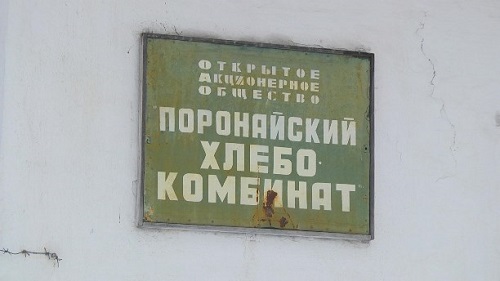 ОТКРЫТОЕ
АКЦИОНЕРНОЕ
ОБЩЕСТВО
ПОРОНАЙСКИЙ
ХЛЕБО
КОМБИНАТ